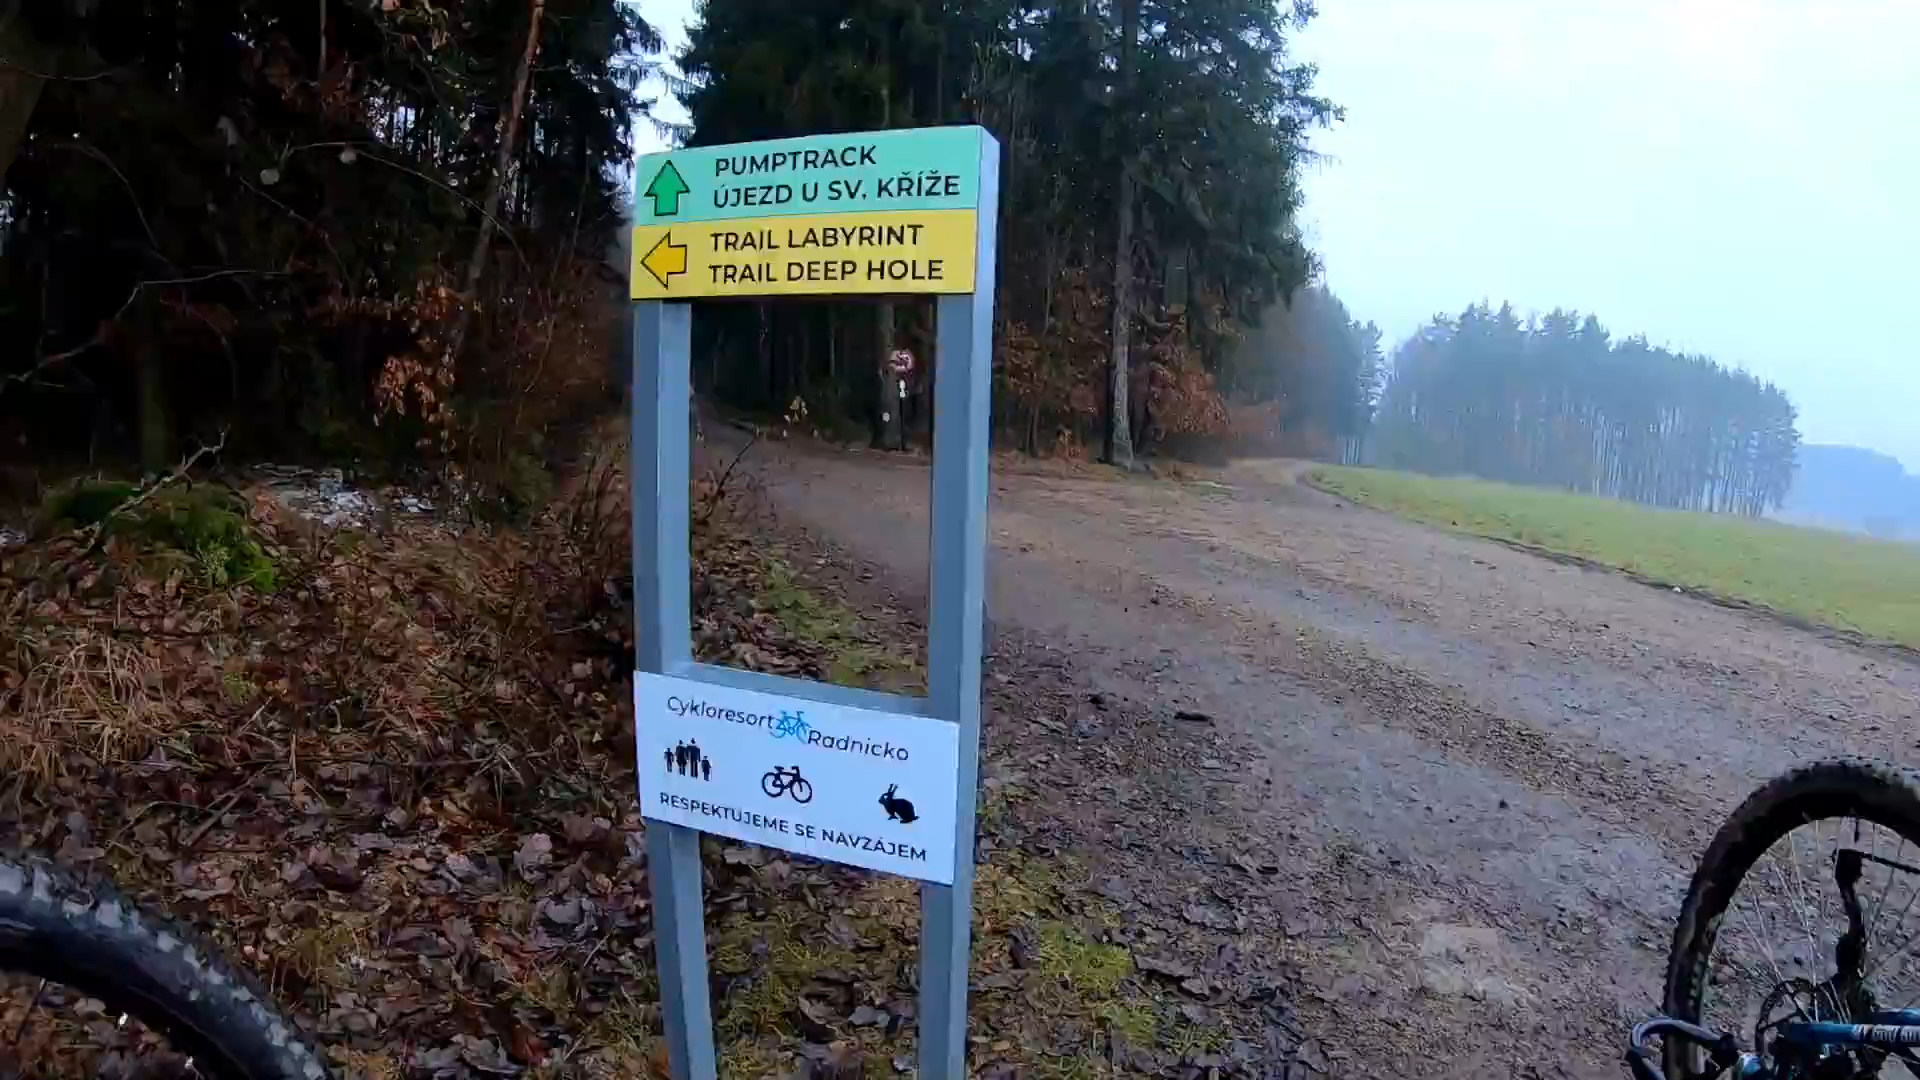 PUMPTRACK
ÚJEZD U SV. KŘÍŽE
TRAIL LABYRINT
TRAIL DEEP HOLE
Cykloresort
Radnicko
RESPEKTUJEME SE NAVZÁJEM